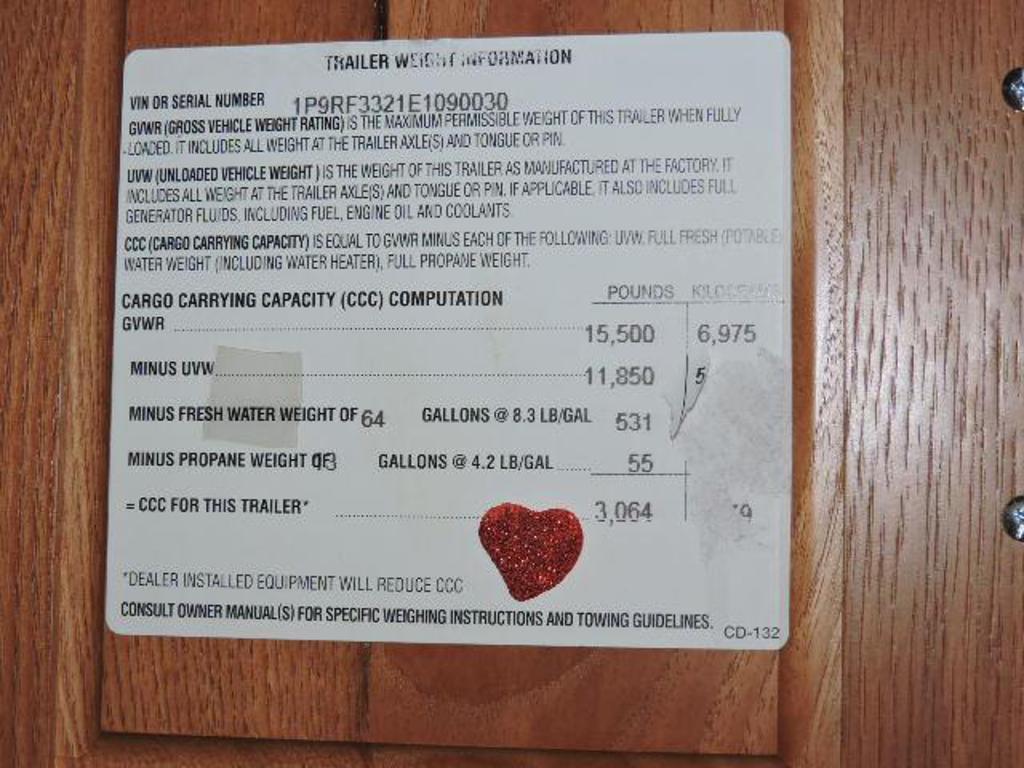 TRAILER WEIGHT INFORMATION
VIN OR SERIAL NUMBER 1P9RF3321E1090030
GVWR (GROSS VEHICLE WEIGHT RATING) IS THE MAXIMUM PERMISSIBLE WEIGHT OF THIS TRAILER WHEN FULLY
LOADED. IT INCLUDES ALL WEIGHT AT THE TRAILER AXLE(S) AND TONGUE OR PIN.
UVW (UNLOADED VEHICLE WEIGHT ) IS THE WEIGHT OF THIS TRAILER AS MANUFACTURED AT THE FACTORY. IT
INCLUDES ALL WEIGHT AT THE TRAILER AXLE(S) AND TONGUE OR PIN. IF APPLICABLE, IT ALSO INCLUDES FULL
GENERATOR FLUIDS, INCLUDING FUEL, ENGINE OIL AND COOLANTS.
CCC (CARGO CARRYING CAPACITY) IS EQUAL TO GVWR MINUS EACH OF THE FOLLOWING: UVW, FULL FRESH (POTABLE)
WATER WEIGHT (INCLUDING WATER HEATER), FULL PROPANE WEIGHT.
CARGO CARRYING CAPACITY (CCC) COMPUTATION POUNDS KILOGRAMS
GVWR 15,500 6,975
MINUS UVW 11,850 5
MINUS FRESH WATER WEIGHT OF 64 GALLONS @ 8.3 LB/GAL 531
MINUS PROPANE WEIGHT OF GALLONS @ 4.2 LB/GAL 55
= CCC FOR THIS TRAILER* 3,064 9
*DEALER INSTALLED EQUIPMENT WILL REDUCE CCC
CONSULT OWNER MANUAL(S) FOR SPECIFIC WEIGHING INSTRUCTIONS AND TOWING GUIDELINES.
CD-132